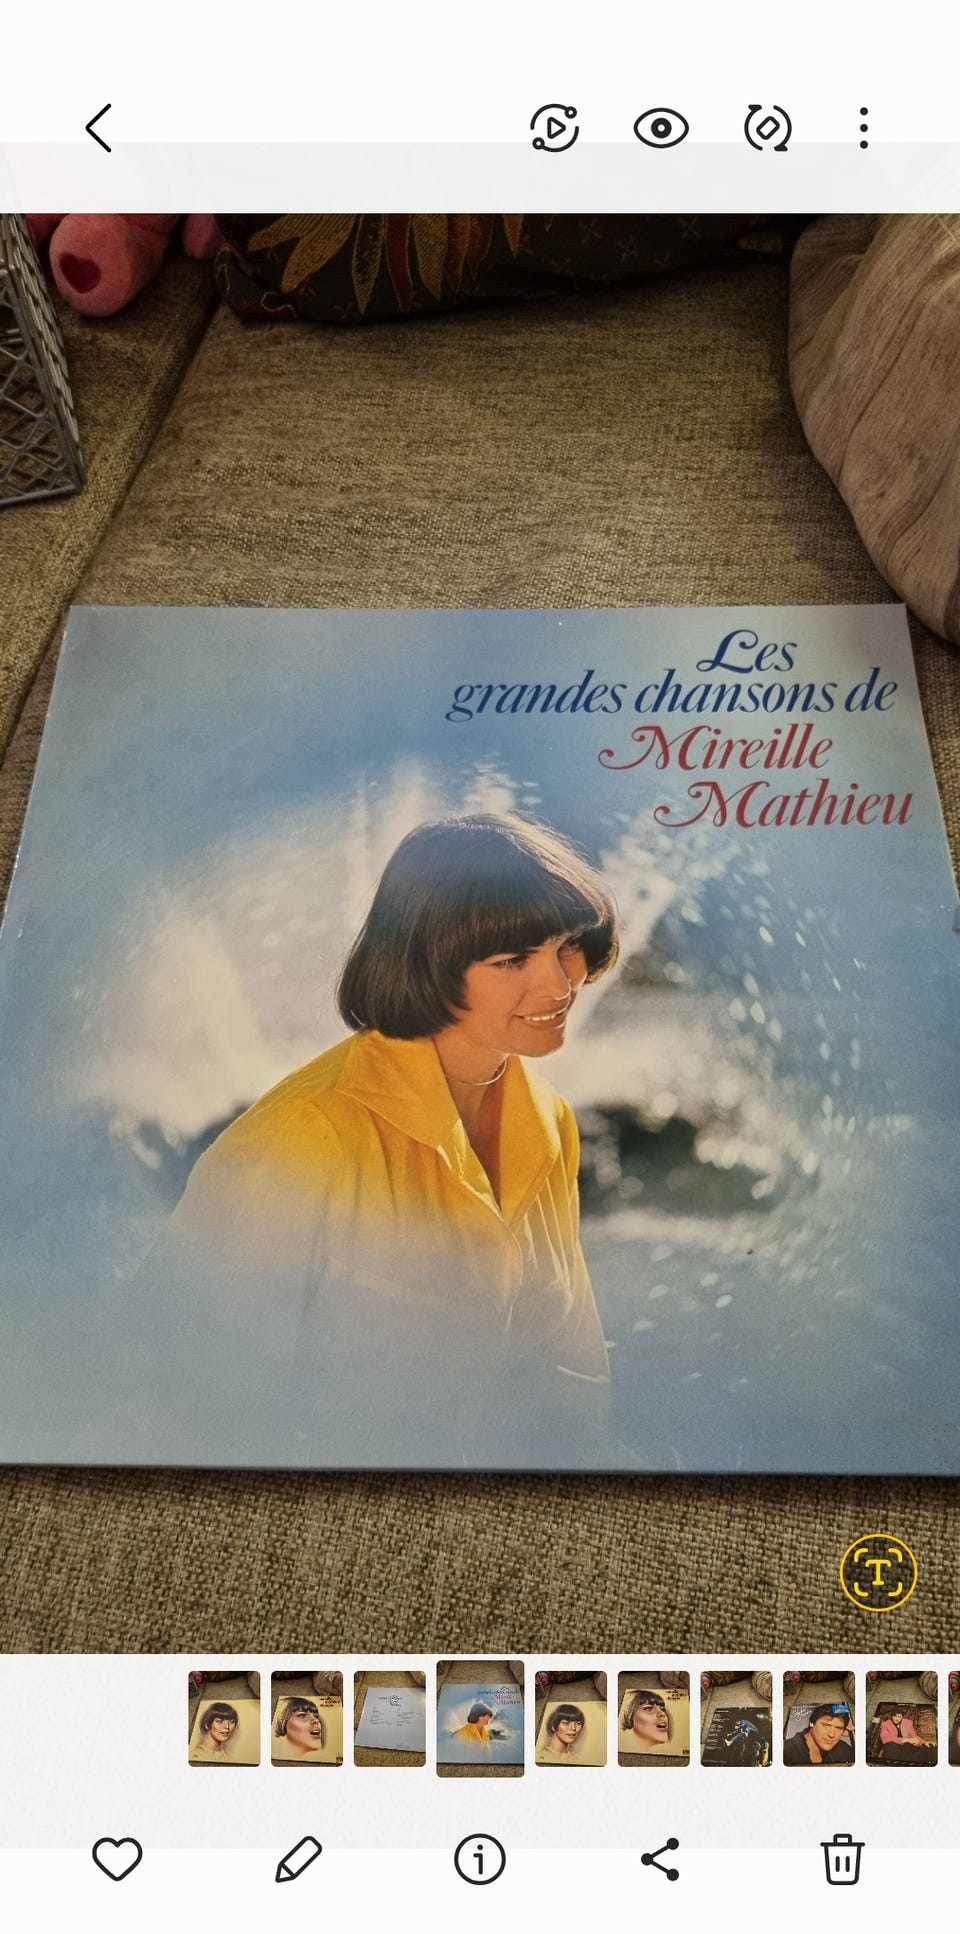 Les
grandes chansons de
Mireille
Mathieu
T